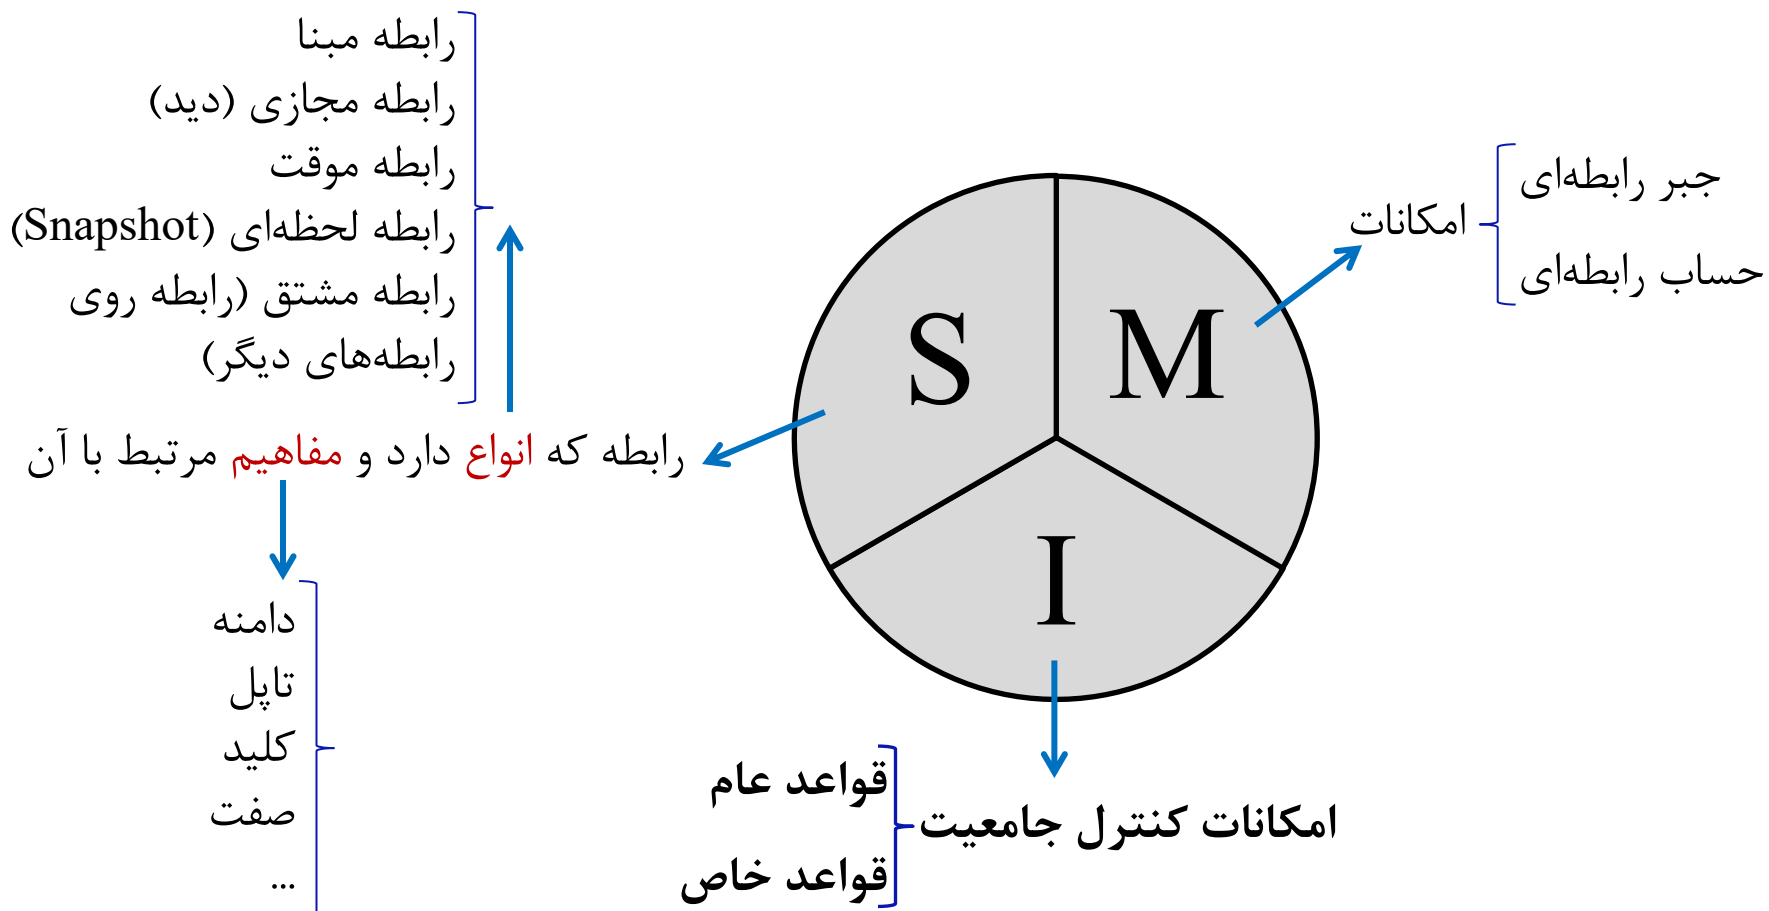 رابطه مبنا
رابطه مجازی (دید)
رابطه موقت
رابطه لحظه‌ای (Snapshot)
رابطه مشتق (رابطه روی
رابطه‌های دیگر)
رابطه که انواع دارد و مفاهیم مرتبط با آن
دامنه
تاپل
کلید
صفت
...
S
M
I
امکانات
جبر رابطه‌ای
حساب رابطه‌ای
امکانات کنترل جامعیت
قواعد عام
قواعد خاص